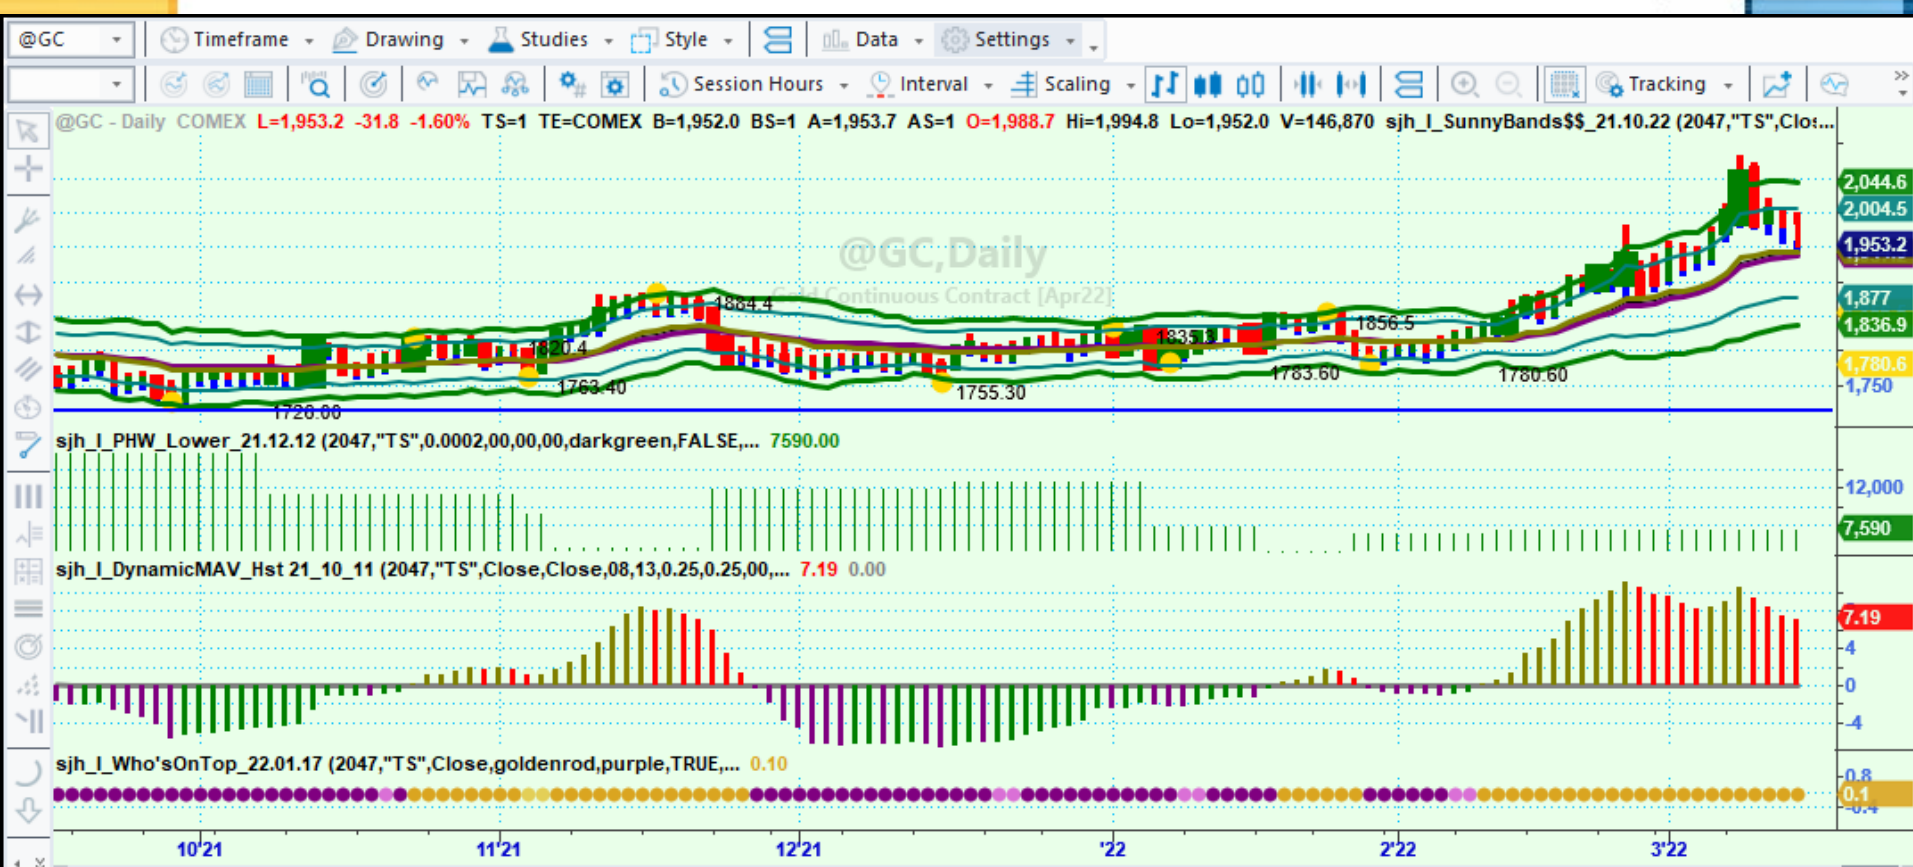 @GC Timeframe Drawing Studies Style Data Settings
Session Hours Interval Scaling Tracking
@GC - Daily COMEX L=1,953.2 -31.8 -1.60% TS=1 TE=COMEX B=1,952.0 BS=1 A=1,953.7 AS=1 O=1,988.7 Hi=1,994.8 Lo=1,952.0 V=146,870 sjh_I_SunnyBands$$_21.10.22 (2047,"TS",Clos...
2,044.6
2,004.5
@GC,Daily
1,953.2
Gold Continuous Contract [Apr22]
1884.4
1,877
1820.4
1835.3
1856.5
1,836.9
1763.40
1755.30
1783.60
1780.60
1,780.6
1,750
1728.00
sjh_I_PHW_Lower_21.12.12 (2047,"TS",0.0002,00,00,00,darkgreen,FALSE,... 7590.00
12,000
7,590
sjh_I_DynamicMAV_Hst 21_10_11 (2047,"TS",Close,Close,08,13,0.25,0.25,00,... 7.19 0.00
7.19
4
0
-4
sjh_I_Who'sOnTop_22.01.17 (2047,"TS",Close,goldenrod,purple,TRUE,... 0.10
0.8
0.1
-0.4
10'21 11'21 12'21 '22 2'22 3'22